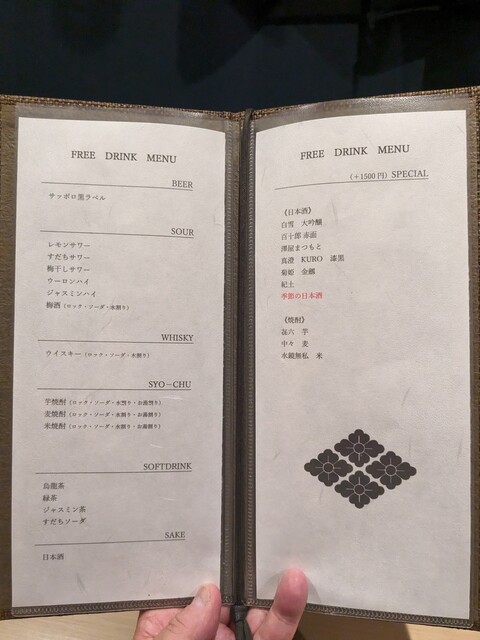 FREE DRINK MENU
BEER
サッポロ黒ラベル
SOUR
レモンサワー
すだちサワー
梅干しサワー
ウーロンハイ
ジャスミンハイ
梅酒（ロック・ソーダ・水割り）
WHISKY
ウイスキー（ロック・ソーダ・水割り）
SYO－CHU
芋焼酎（ロック・ソーダ・水割り・お湯割り）
麦焼酎（ロック・ソーダ・水割り・お湯割り）
米焼酎（ロック・ソーダ・水割り・お湯割り）
SOFTDRINK
烏龍茶
緑茶
ジャスミン茶
すだちソーダ
SAKE
日本酒
FREE DRINK MENU
（＋1500円）SPECIAL
《日本酒》
白雪 大吟醸
百十郎 赤面
澤屋まつもと
真澄 KURO 漆黒
菊姫 金劔
紀土
季節の日本酒
《焼酎》
甚六 芋
中々 麦
水鏡無私 米